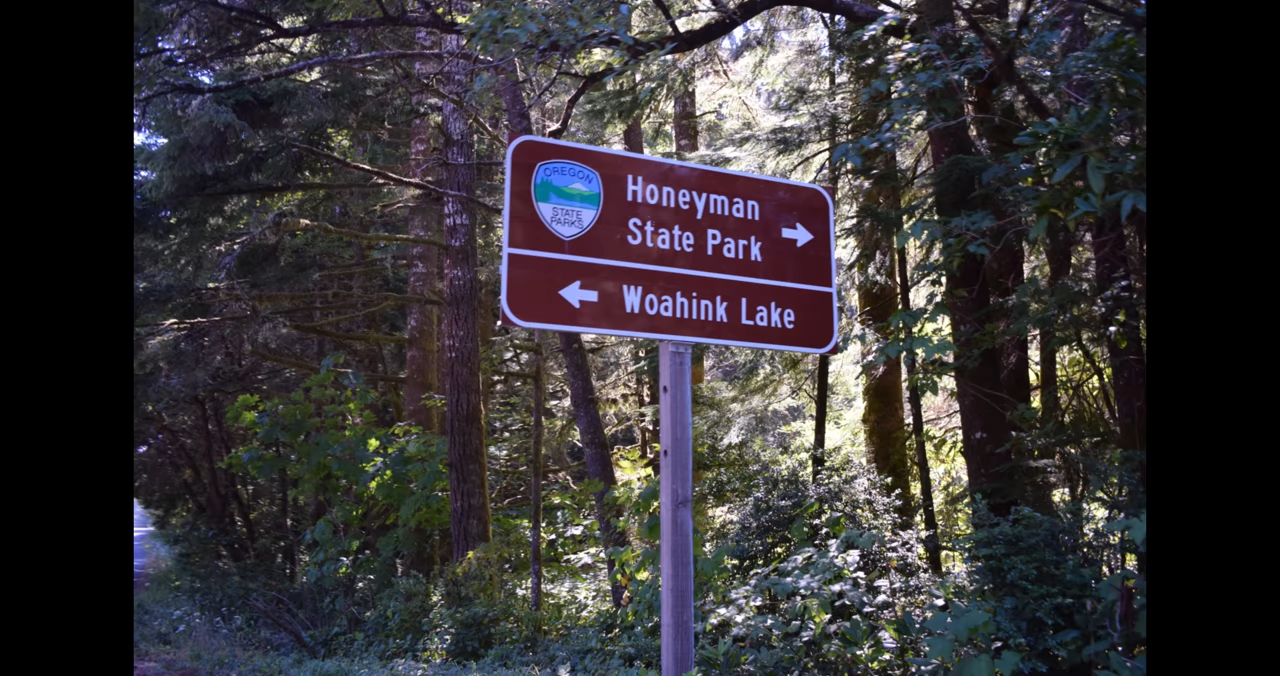 OREGON
STATE
PARKS
Honeyman
State Park
Woahink Lake